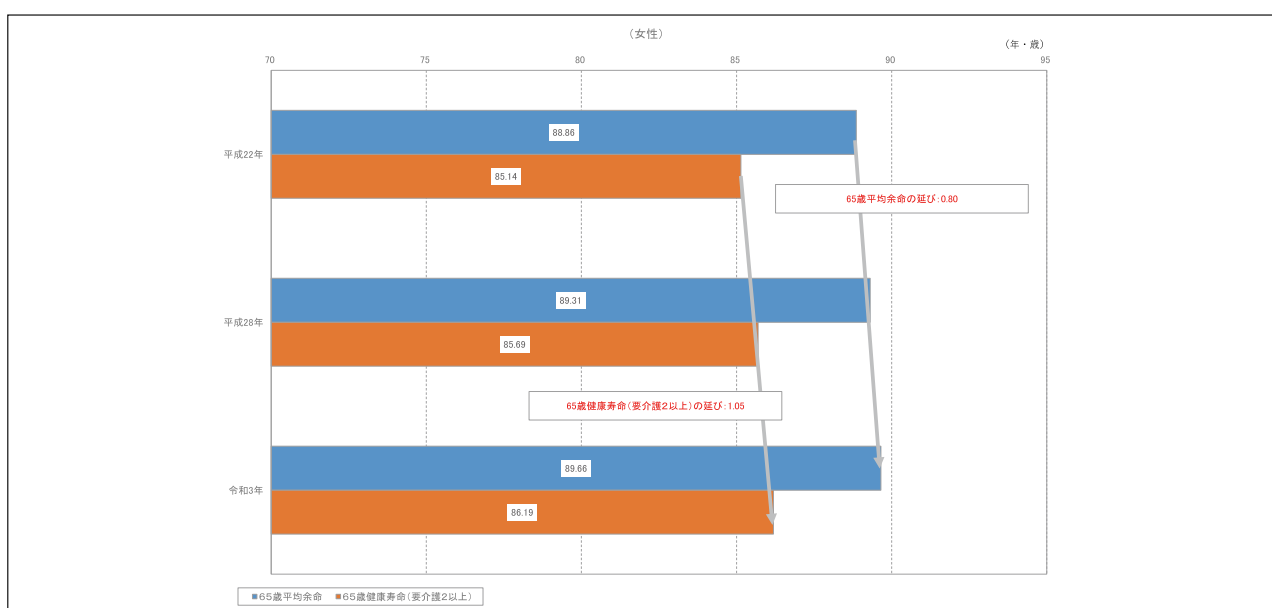 （女性）
（年・歳）
70 75 80 85 90 95
平成22年
88.86
85.14
65歳平均余命の延び：0.80
平成28年
89.31
85.69
65歳健康寿命（要介護２以上）の延び：1.05
令和3年
89.66
86.19
■６５歳平均余命 ■６５歳健康寿命（要介護２以上）